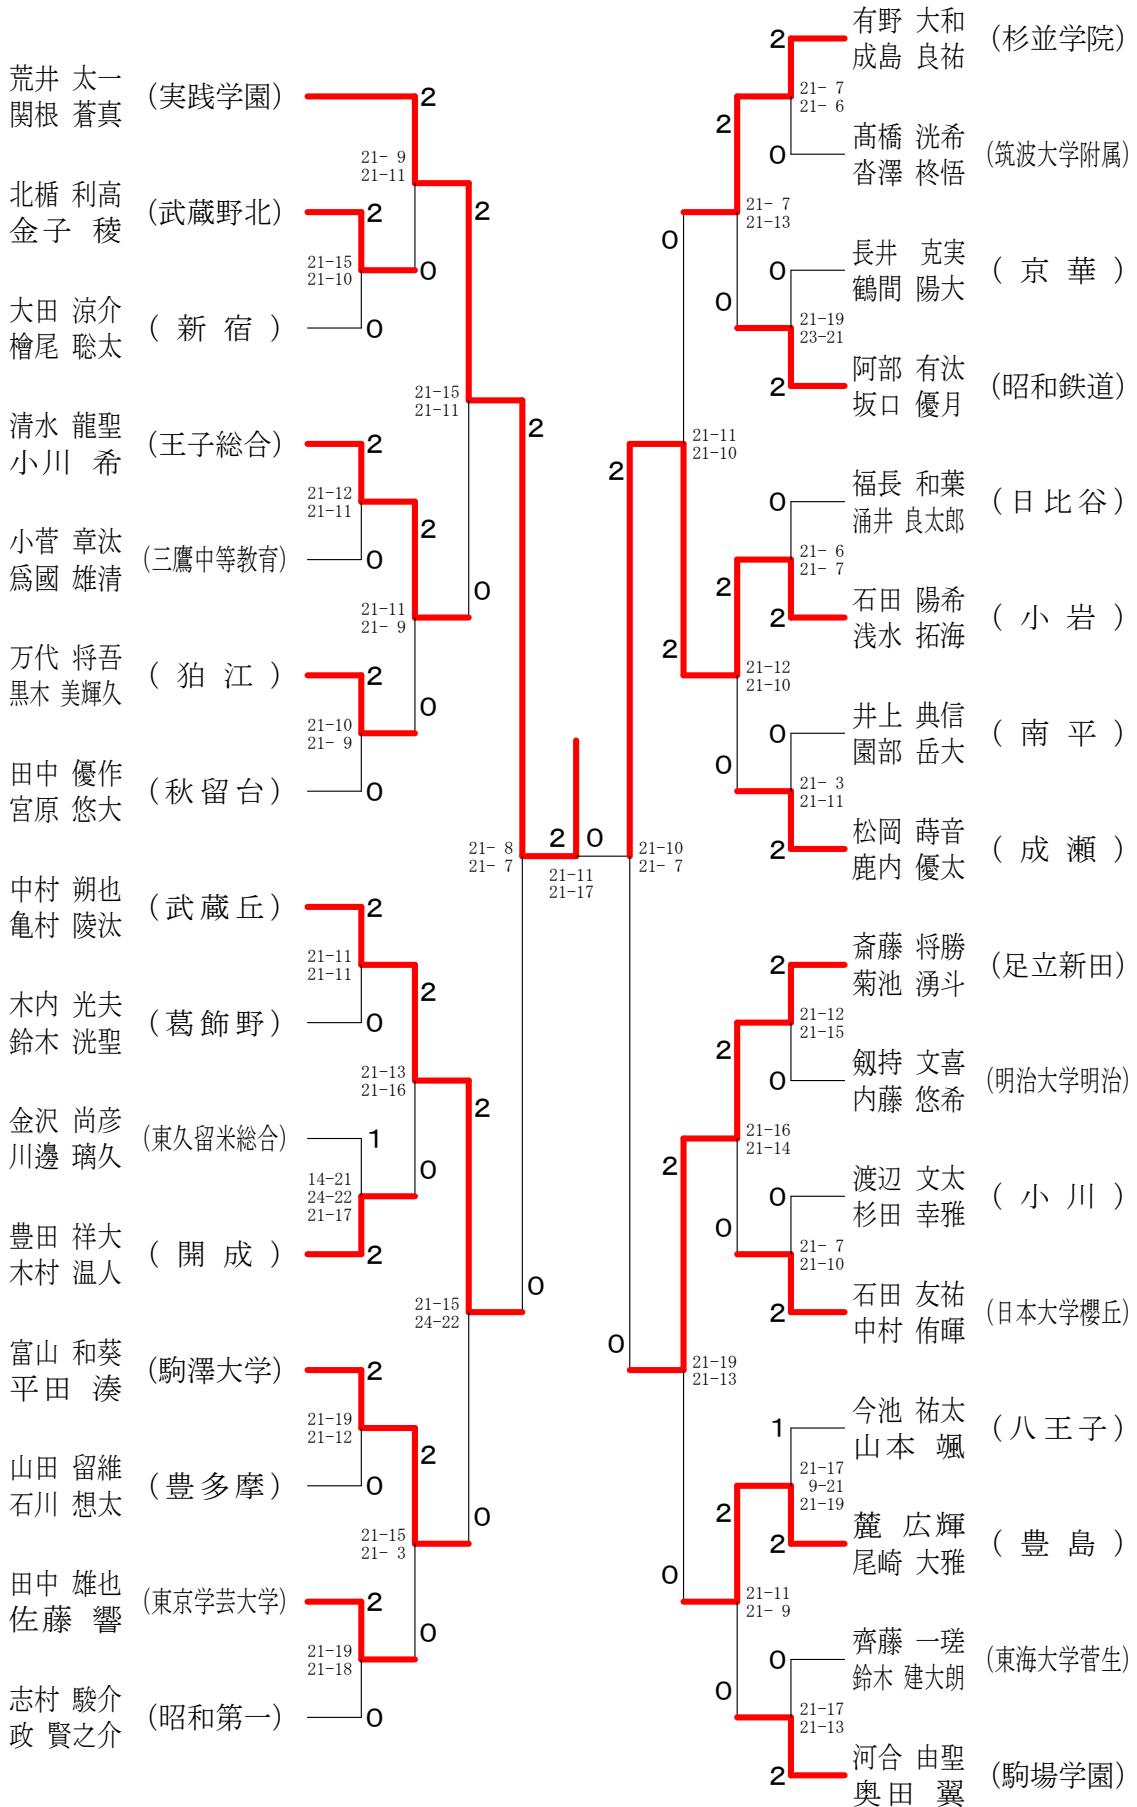 荒井 太一
関根 蒼真
(実践学園)
2
21- 9
21-11
2
北楯 利高
金子 稜
(武蔵野北)
2
21-15
21-10
0
大田 涼介
檜尾 聡太
(新宿)
0
21-15
21-11
2
清水 龍聖
小川 希
(王子総合)
2
21-12
21-11
2
小菅 章汰
爲國 雄清
(三鷹中等教育)
0
21-11
21- 9
0
万代 将吾
黒木 美輝久
(狛江)
2
21-10
21- 9
0
田中 優作
宮原 悠大
(秋留台)
0
21- 8
21- 7
2
0
21-11
21-17
中村 朔也
亀村 陵汰
(武蔵丘)
2
21-11
21-11
2
木内 光夫
鈴木 洸聖
(葛飾野)
0
21-13
21-16
2
金沢 尚彦
川邊 璃久
(東久留米総合)
1
14-21
24-22
21-17
0
豊田 祥大
木村 温人
(開成)
2
21-15
24-22
0
富山 和葵
平田 湊
(駒澤大学)
2
21-19
21-12
2
山田 留維
石川 想太
(豊多摩)
0
21-15
21- 3
0
田中 雄也
佐藤 響
(東京学芸大学)
2
21-19
21-18
0
志村 駿介
政 賢之介
(昭和第一)
0
2
有野 大和
成島 良祐
(杉並学院)
21- 7
21- 6
2
0
髙橋 洸希
沓澤 柊悟
(筑波大学附属)
21- 7
21-13
0
0
長井 克実
鶴間 陽大
(京華)
21-19
23-21
0
2
阿部 有汰
坂口 優月
(昭和鉄道)
21-11
21-10
2
0
福長 和葉
涌井 良太郎
(日比谷)
21- 6
21- 7
2
2
石田 陽希
浅水 拓海
(小岩)
21-12
21-10
2
0
井上 典信
園部 岳大
(南平)
21- 3
21-11
0
2
松岡 蒔音
鹿内 優太
(成瀬)
21-10
21- 7
2
斎藤 将勝
菊池 湧斗
(足立新田)
21-12
21-15
2
0
剱持 文喜
内藤 悠希
(明治大学明治)
21-16
21-14
2
0
渡辺 文太
杉田 幸雅
(小川)
21- 7
21-10
0
2
石田 友祐
中村 侑暉
(日本大学櫻丘)
21-19
21-13
0
1
今池 祐太
山本 颯
(八王子)
21-17
9-21
21-19
2
2
麓 広輝
尾崎 大雅
(豊島)
21-11
21- 9
0
0
齊藤 一瑳
鈴木 建大朗
(東海大学菅生)
21-17
21-13
0
2
河合 由聖
奥田 翼
(駒場学園)